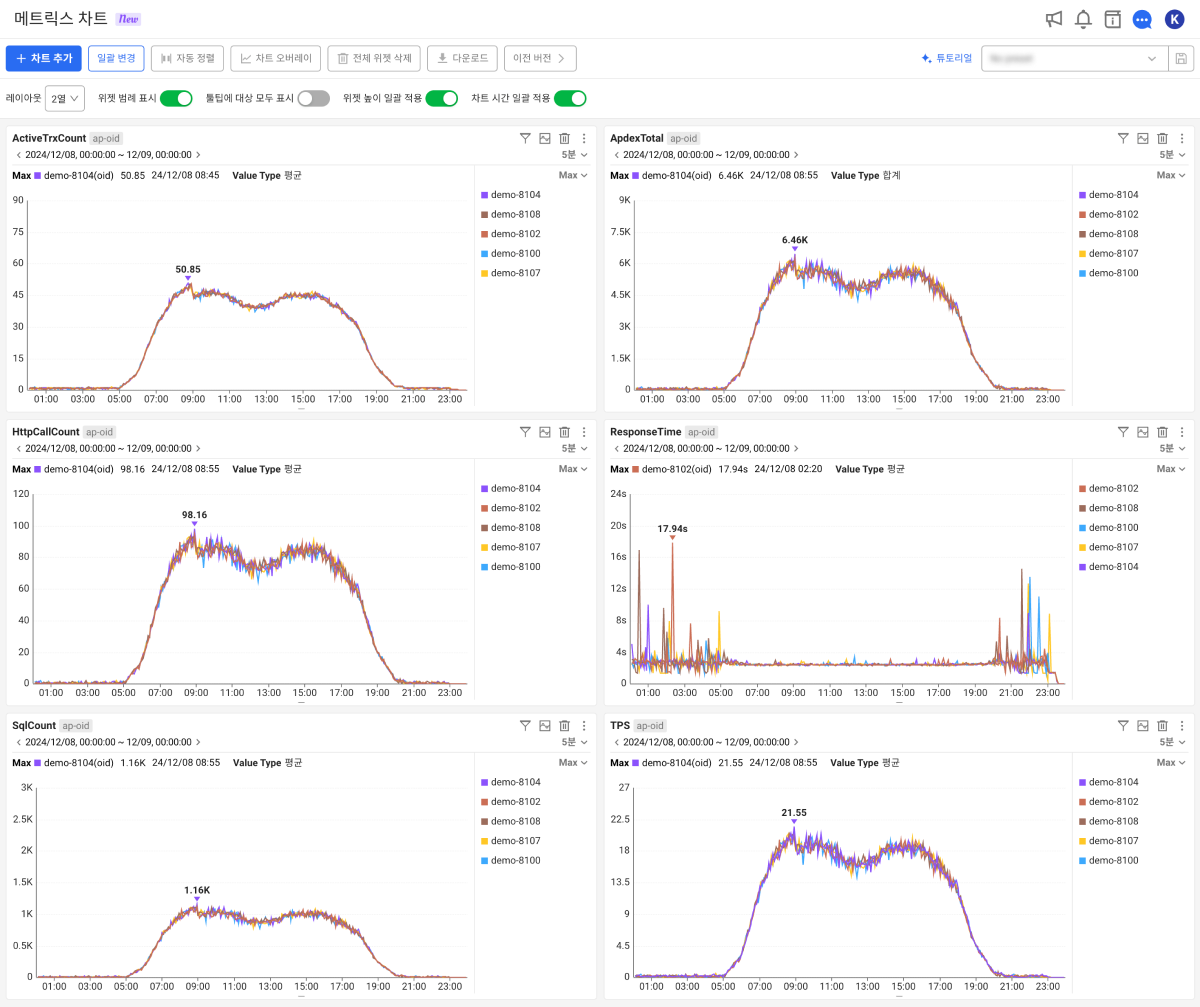 메트릭스 차트 New
K
차트 추가 일괄 변경 자동 정렬 차트 오버레이 전체 위젯 삭제 다운로드 이전 버전 튜토리얼
레이아웃 2열 위젯 범례 표시 툴팁에 대상 모두 표시 위젯 높이 일괄 적용 차트 시간 일괄 적용
ActiveTrxCount ap-oid
2024/12/08, 00:00:00 ~ 12/09, 00:00:00 5분
Max demo-8104(oid) 50.85 24/12/08 08:45 Value Type 평균 Max
90
75
60
45
30
15
0
50.85
01:00 03:00 05:00 07:00 09:00 11:00 13:00 15:00 17:00 19:00 21:00 23:00
demo-8104
demo-8108
demo-8102
demo-8100
demo-8107
ApdexTotal ap-oid
2024/12/08, 00:00:00 ~ 12/09, 00:00:00 5분
Max demo-8104(oid) 6.46K 24/12/08 08:55 Value Type 합계 Max
9K
7.5K
6K
4.5K
3K
1.5K
0
6.46K
01:00 03:00 05:00 07:00 09:00 11:00 13:00 15:00 17:00 19:00 21:00 23:00
demo-8104
demo-8102
demo-8108
demo-8107
demo-8100
HttpCallCount ap-oid
2024/12/08, 00:00:00 ~ 12/09, 00:00:00 5분
Max demo-8104(oid) 98.16 24/12/08 08:55 Value Type 평균 Max
120
100
80
60
40
20
0
98.16
01:00 03:00 05:00 07:00 09:00 11:00 13:00 15:00 17:00 19:00 21:00 23:00
demo-8104
demo-8102
demo-8108
demo-8107
demo-8100
ResponseTime ap-oid
2024/12/08, 00:00:00 ~ 12/09, 00:00:00 5분
Max demo-8102(oid) 17.94s 24/12/08 02:20 Value Type 평균 Max
24s
20s
16s
12s
8s
4s
0
17.94s
01:00 03:00 05:00 07:00 09:00 11:00 13:00 15:00 17:00 19:00 21:00 23:00
demo-8102
demo-8108
demo-8100
demo-8107
demo-8104
SqlCount ap-oid
2024/12/08, 00:00:00 ~ 12/09, 00:00:00 5분
Max demo-8104(oid) 1.16K 24/12/08 08:55 Value Type 평균 Max
3K
2.5K
2K
1.5K
1K
0.5K
0
1.16K
01:00 03:00 05:00 07:00 09:00 11:00 13:00 15:00 17:00 19:00 21:00 23:00
demo-8104
demo-8102
demo-8108
demo-8107
demo-8100
TPS ap-oid
2024/12/08, 00:00:00 ~ 12/09, 00:00:00 5분
Max demo-8104(oid) 21.55 24/12/08 08:55 Value Type 평균 Max
27
22.5
18
13.5
9
4.5
0
21.55
01:00 03:00 05:00 07:00 09:00 11:00 13:00 15:00 17:00 19:00 21:00 23:00
demo-8104
demo-8102
demo-8108
demo-8107
demo-8100